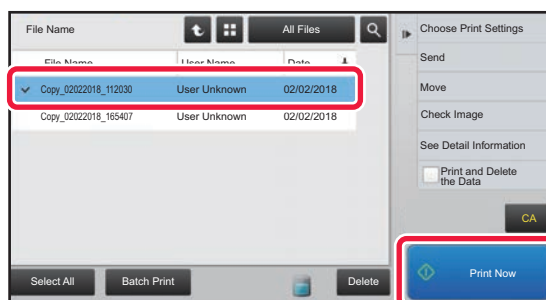 File Name
All Files
File Name User Name Date
Copy_02022018_112030 User Unknown 02/02/2018
Copy_02022018_165407 User Unknown 02/02/2018
Select All
Batch Print
Delete
Choose Print Settings
Send
Move
Check Image
See Detail Information
Print and Delete
the Data
CA
Print Now